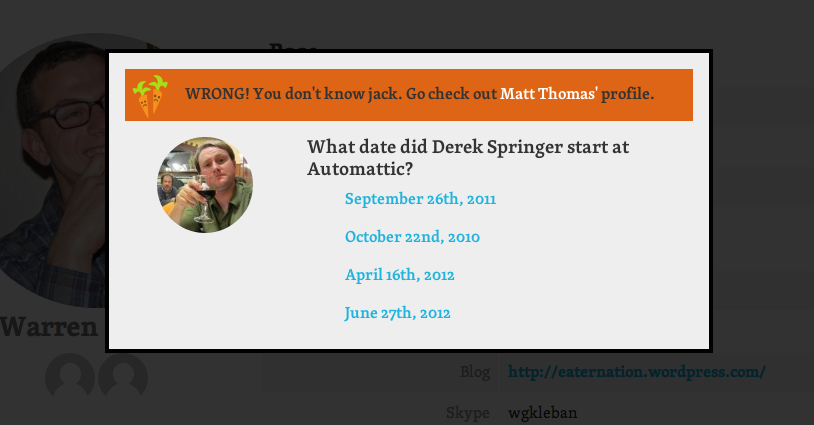 WRONG! You don't know jack. Go check out Matt Thomas' profile.
What date did Derek Springer start at
Automattic?
September 26th, 2011
October 22nd, 2010
April 16th, 2012
June 27th, 2012
Warren
Blog http://eaternation.wordpress.com/
Skype wgkleban